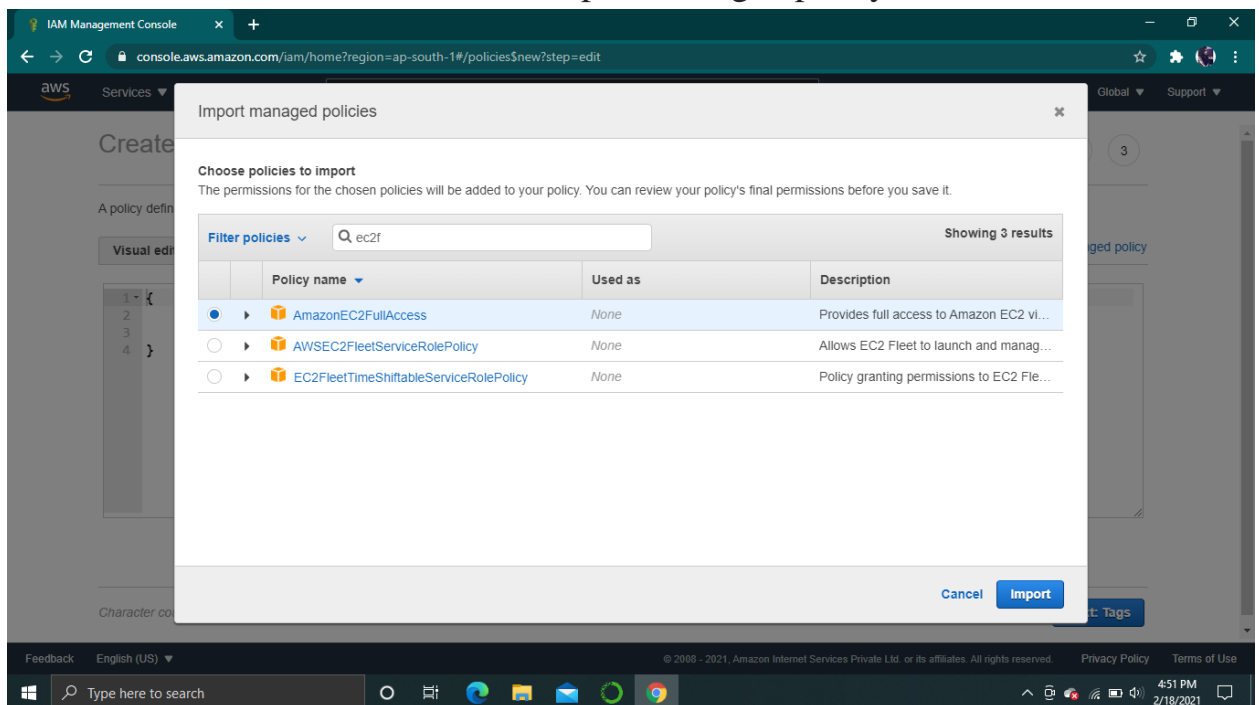 IAM Management Console
console.aws.amazon.com/iam/home?region=ap-south-1#/policies$new?step=edit
aws Services Global Support
Import managed policies
Create 3
Choose policies to import
The permissions for the chosen policies will be added to your policy. You can review your policy's final permissions before you save it.
A policy defin
Filter policies ec2f Showing 3 results
Visual edi ged policy
Policy name Used as Description
1 {
AmazonEC2FullAccess None Provides full access to Amazon EC2 vi...
2
3
AWSEC2FleetServiceRolePolicy None Allows EC2 Fleet to launch and manag...
4 }
EC2FleetTimeShiftableServiceRolePolicy None Policy granting permissions to EC2 Fle...
Cancel Import
Character co t: Tags
Feedback English (US) © 2008 - 2021, Amazon Internet Services Private Ltd. or its affiliates. All rights reserved. Privacy Policy Terms of Use
Type here to search 4:51 PM
2/18/2021